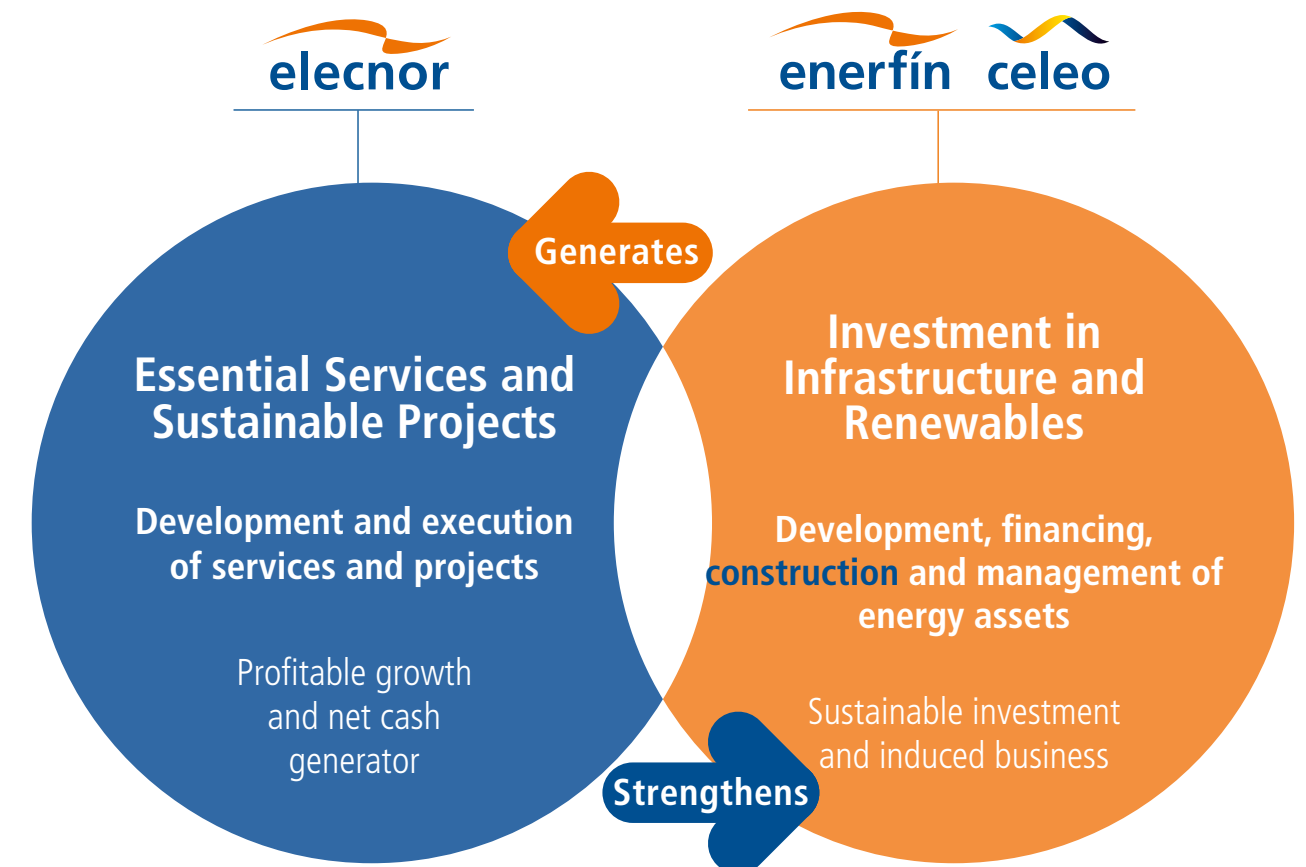 elecnor
enerfín
celeo
Generates
Essential Services and
Sustainable Projects
Development and execution
of services and projects
Profitable growth
and net cash
generator
Investment in
Infrastructure and
Renewables
Development, financing,
construction and management of
energy assets
Sustainable investment
and induced business
Strengthens